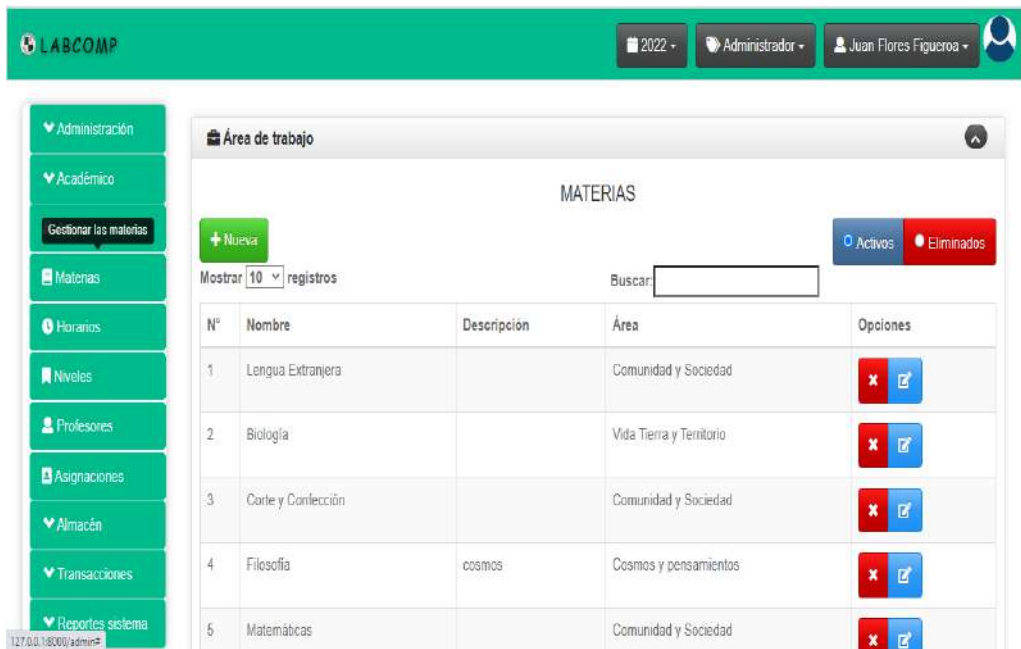 LABCOMP
2022
Administrador
Juan Flores Figueroa
Administración
Académico
Gestionar las materias
Materias
Horarios
Niveles
Profesores
Asignaciones
Almacén
Transacciones
Reportes sistema
127.0.0.1:8000/admin#
Área de trabajo
MATERIAS
+ Nueva
Activos Eliminados
Mostrar 10 registros Buscar:
N° Nombre Descripción Área Opciones
1 Lengua Extranjera Comunidad y Sociedad
2 Biología Vida Tierra y Territorio
3 Corte y Confección Comunidad y Sociedad
4 Filosofía cosmos Cosmos y pensamientos
5 Matemáticas Comunidad y Sociedad